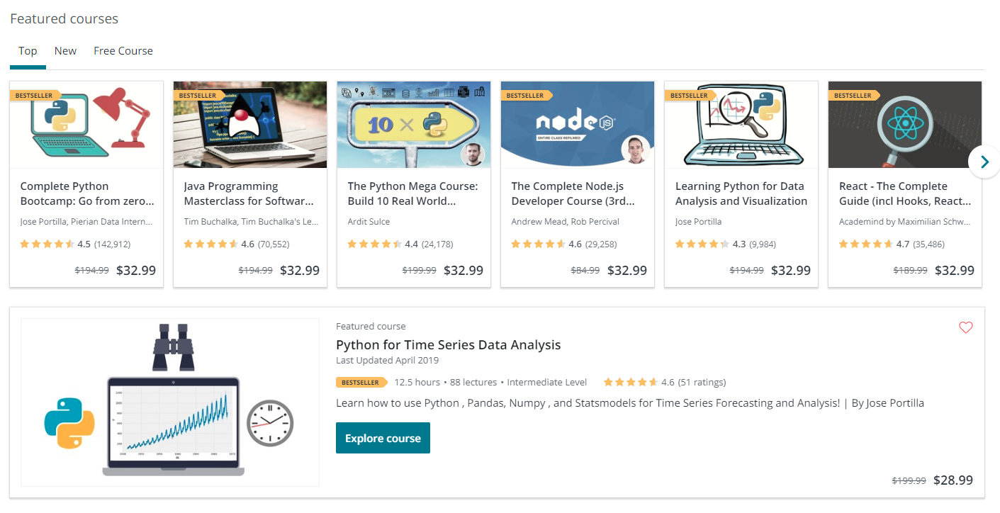 Featured courses
Top New Free Course
BESTSELLER
Complete Python
Bootcamp: Go from zero...
Jose Portilla, Pierian Data Intern...
4.5 (142,912)
$194.99 $32.99
BESTSELLER
Java Programming
Masterclass for Softwar...
Tim Buchalka, Tim Buchalka's Le...
4.6 (70,552)
$194.99 $32.99
10 ×
The Python Mega Course:
Build 10 Real World...
Ardit Sulce
4.4 (24,178)
$199.99 $32.99
BESTSELLER
node JS
ENTIRE CLASS REFILMED
The Complete Node.js
Developer Course (3rd...
Andrew Mead, Rob Percival
4.6 (29,258)
$84.99 $32.99
BESTSELLER
Learning Python for Data
Analysis and Visualization
Jose Portilla
4.3 (9,984)
$194.99 $32.99
BESTSELLER
React - The Complete
Guide (incl Hooks, React...
Academind by Maximilian Schw...
4.7 (35,486)
$189.99 $32.99
Featured course
Python for Time Series Data Analysis
Last Updated April 2019
BESTSELLER 12.5 hours • 88 lectures • Intermediate Level 4.6 (51 ratings)
Learn how to use Python , Pandas, Numpy , and Statsmodels for Time Series Forecasting and Analysis! | By Jose Portilla
Explore course
$199.99 $28.99